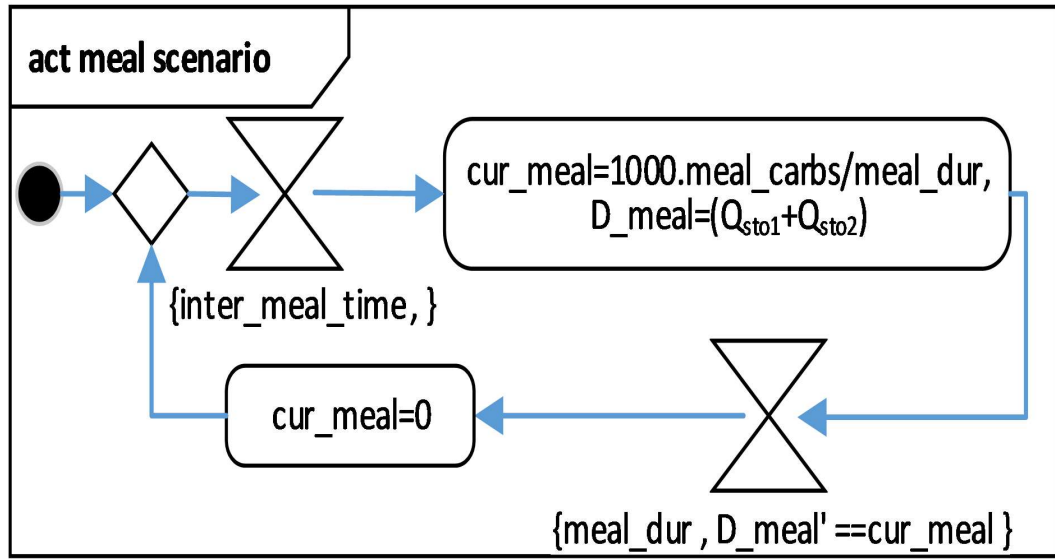 act meal scenario
cur_meal=1000.meal_carbs/meal_dur,
D_meal=(Qsto1+Qsto2)
{inter_meal_time, }
cur_meal=0
{meal_dur , D_meal' ==cur_meal }